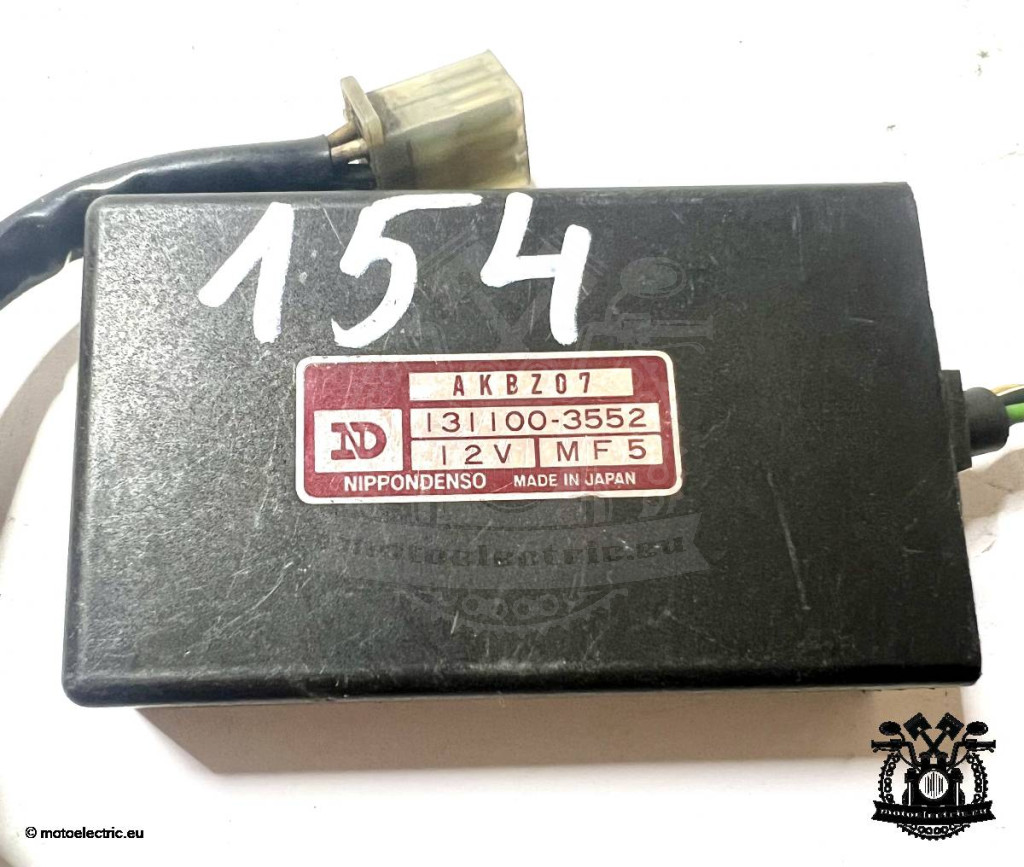 154
AKBZ07
131100-3552
ND
12V MF5
NIPPONDENSO MADE IN JAPAN
motoelectric.eu
© motoelectric.eu